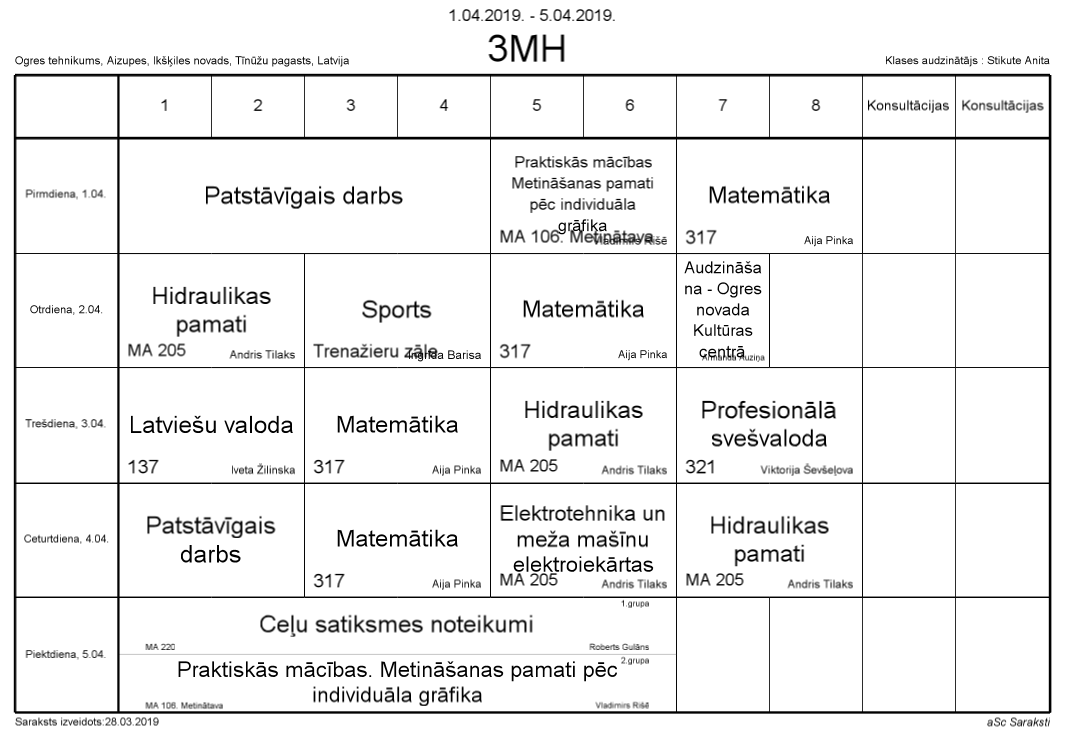 1.04.2019. - 5.04.2019.
3MH
Ogres tehnikums, Aizupes, Ikšķiles novads, Tīnūžu pagasts, Latvija
Klases audzinātājs : Stikute Anita
1 2 3 4 5 6 7 8 Konsultācijas Konsultācijas
Pirmdiena, 1.04.
Patstāvīgais darbs
Praktiskās mācības
Metināšanas pamati
pēc individuāla
grāfika
MA 106. Metinātava
Vladimirs Rišē
Matemātika
317
Aija Pinka
Otrdiena, 2.04.
Hidraulikas
pamati
MA 205
Andris Tilaks
Sports
Trenažieru zāle
Ingrīda Barisa
Matemātika
317
Aija Pinka
Audzināša
na - Ogres
novada
Kultūras
centrā
Trešdiena, 3.04.
Latviešu valoda
137
Iveta Žilinska
Matemātika
317
Aija Pinka
Hidraulikas
pamati
MA 205
Andris Tilaks
Profesionālā
svešvaloda
321
Viktorija Ševšeļova
Ceturtdiena, 4.04.
Patstāvīgais
darbs
Matemātika
317
Aija Pinka
Elektrotehnika un
meža mašīnu
elektroiekārtas
MA 205
Andris Tilaks
Hidraulikas
pamati
MA 205
Andris Tilaks
Piektdiena, 5.04.
1.grupa
Ceļu satiksmes noteikumi
MA 220
Roberts Gulāns
2.grupa
Praktiskās mācības. Metināšanas pamati pēc
individuāla grāfika
MA 106. Metinātava
Vladimirs Rišē
Saraksts izveidots:28.03.2019
aSc Saraksti